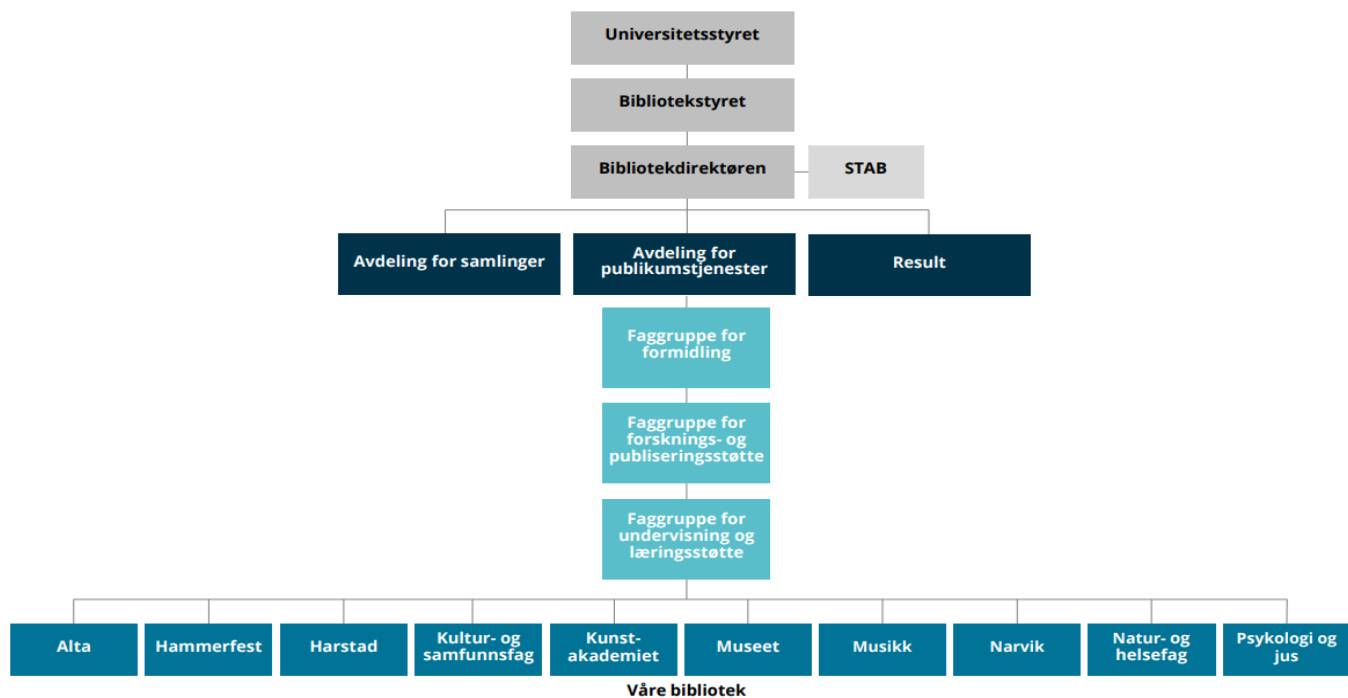 Universitetsstyret
Bibliotekstyret
Bibliotekdirektøren
STAB
Avdeling for samlinger
Avdeling for
publikumstjenester
Result
Faggruppe for
formidling
Faggruppe for
forsknings- og
publiseringsstøtte
Faggruppe for
undervisning og
læringsstøtte
Alta
Hammerfest
Harstad
Kultur- og
samfunnsfag
Kunst-
akademiet
Museet
Musikk
Narvik
Natur- og
helsefag
Psykologi og
jus
Våre bibliotek